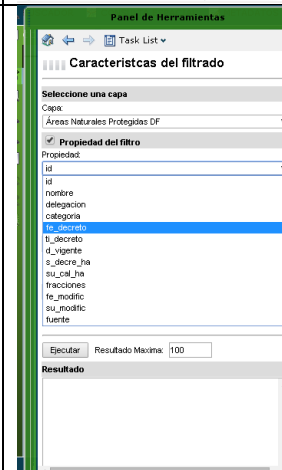 Panel de Herramientas
Task List
Caracteristcas del filtrado
Seleccione una capa
Capa:
Áreas Naturales Protegidas DF
Propiedad del filtro
Propiedad:
id
id
nombre
delegacion
categoria
fe_decreto
ti_decreto
d_vigente
s_decre_ha
su_cal_ha
fracciones
fe_modific
su_modific
fuente
Ejecutar Resultado Maxima: 100
Resultado